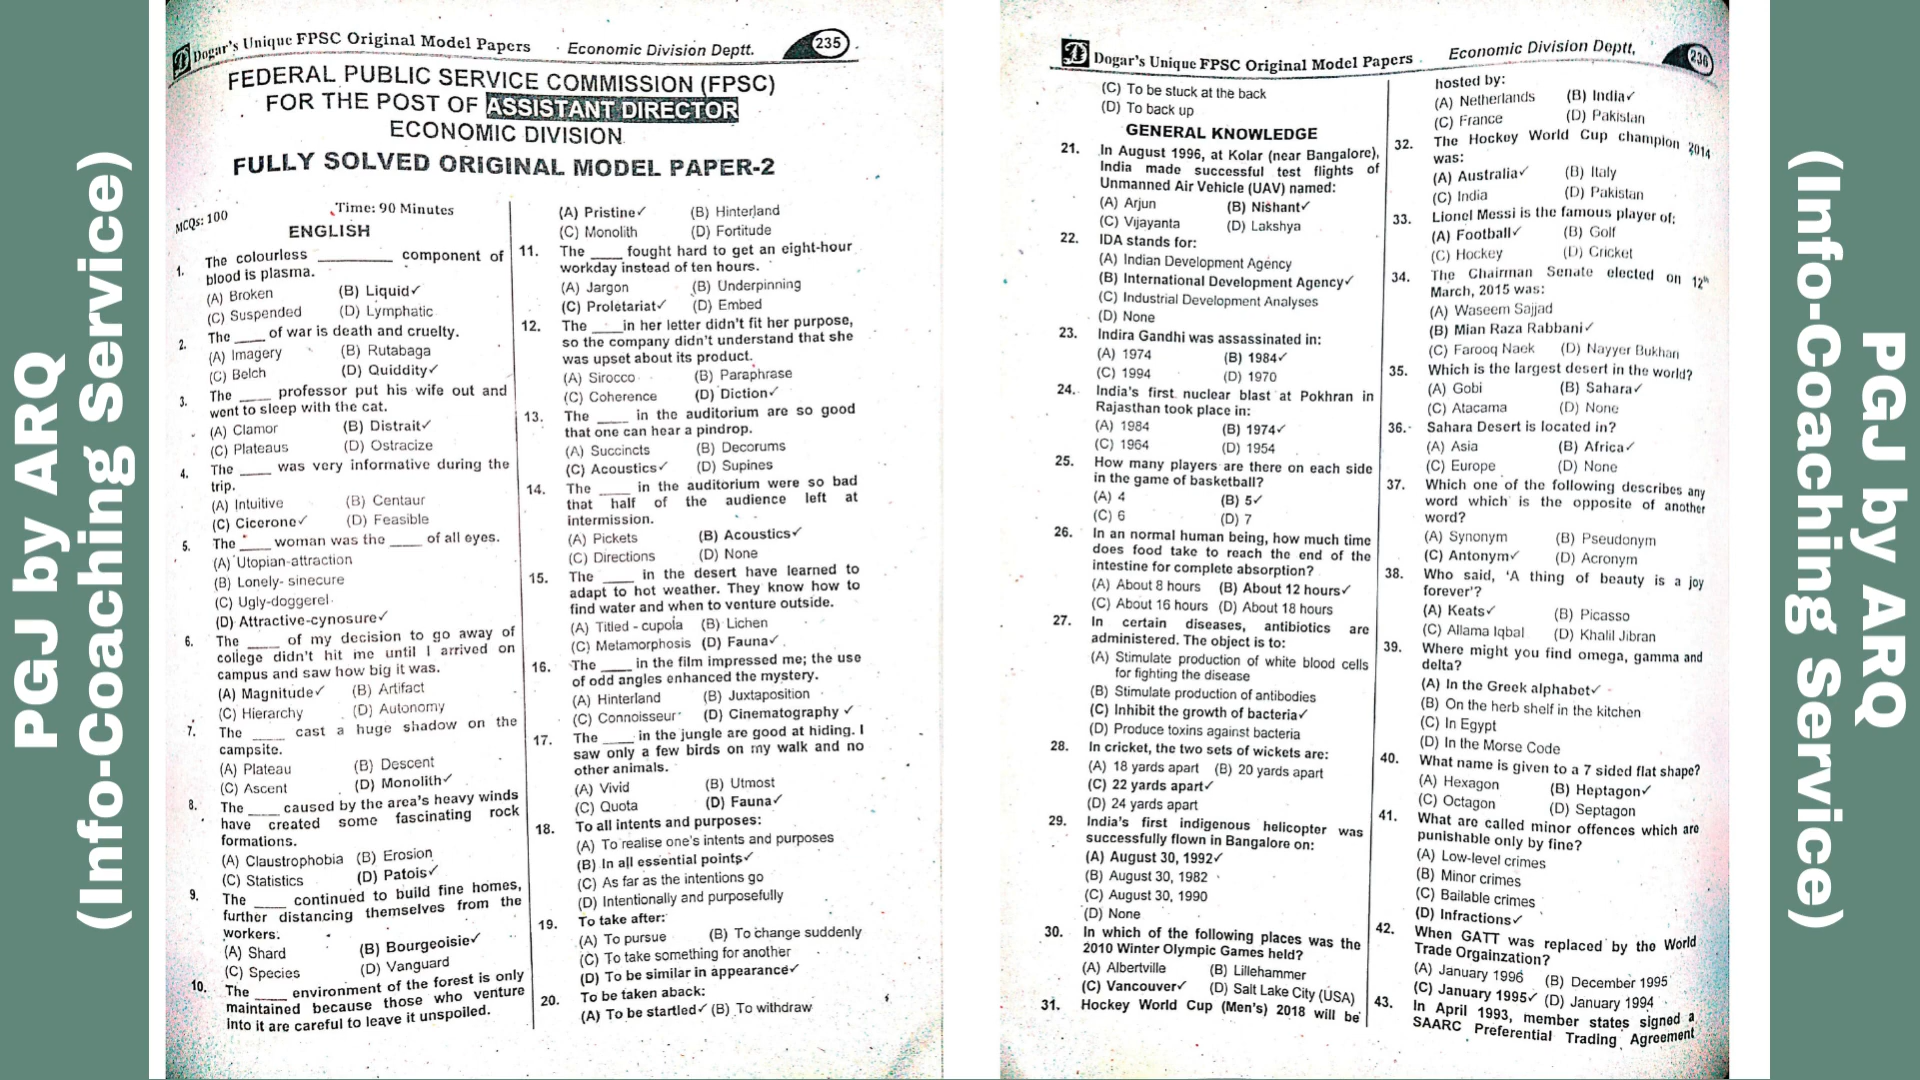 PGJ by ARQ
(Info-Coaching Service)
Dogar's Unique FPSC Original Model Papers
Economic Division Deptt.
235
FEDERAL PUBLIC SERVICE COMMISSION (FPSC)
FOR THE POST OF ASSISTANT DIRECTOR
ECONOMIC DIVISION
FULLY SOLVED ORIGINAL MODEL PAPER-2
MCQs: 100
Time: 90 Minutes
ENGLISH
1. The colourless ________ component of
blood is plasma.
(A) Broken (B) Liquid✓
(C) Suspended (D) Lymphatic
2. The ____ of war is death and cruelty.
(A) Imagery (B) Rutabaga
(C) Belch (D) Quiddity✓
3. The ____ professor put his wife out and
went to sleep with the cat.
(A) Clamor (B) Distrait✓
(C) Plateaus (D) Ostracize
4. The ____ was very informative during the
trip.
(A) Intuitive (B) Centaur
(C) Cicerone✓ (D) Feasible
5. The ____ woman was the ____ of all eyes.
(A) Utopian-attraction
(B) Lonely- sinecure
(C) Ugly-doggerel
(D) Attractive-cynosure✓
6. The ____ of my decision to go away of
college didn't hit me until I arrived on
campus and saw how big it was.
(A) Magnitude✓ (B) Artifact
(C) Hierarchy (D) Autonomy
7. The ____ cast a huge shadow on the
campsite.
(A) Plateau (B) Descent
(C) Ascent (D) Monolith✓
8. The ____ caused by the area's heavy winds
have created some fascinating rock
formations.
(A) Claustrophobia (B) Erosion
(C) Statistics (D) Patois✓
9. The ____ continued to build fine homes,
further distancing themselves from the
workers.
(A) Shard (B) Bourgeoisie✓
(C) Species (D) Vanguard
10. The ____ environment of the forest is only
maintained because those who venture
into it are careful to leave it unspoiled.
(A) Pristine✓ (B) Hinterland
(C) Monolith (D) Fortitude
11. The ____ fought hard to get an eight-hour
workday instead of ten hours.
(A) Jargon (B) Underpinning
(C) Proletariat✓ (D) Embed
12. The ____ in her letter didn't fit her purpose,
so the company didn't understand that she
was upset about its product.
(A) Sirocco (B) Paraphrase
(C) Coherence (D) Diction✓
13. The ____ in the auditorium are so good
that one can hear a pindrop.
(A) Succincts (B) Decorums
(C) Acoustics✓ (D) Supines
14. The ____ in the auditorium were so bad
that half of the audience left at
intermission.
(A) Pickets (B) Acoustics✓
(C) Directions (D) None
15. The ____ in the desert have learned to
adapt to hot weather. They know how to
find water and when to venture outside.
(A) Titled - cupola (B) Lichen
(C) Metamorphosis (D) Fauna✓
16. The ____ in the film impressed me; the use
of odd angles enhanced the mystery.
(A) Hinterland (B) Juxtaposition
(C) Connoisseur (D) Cinematography ✓
17. The ____ in the jungle are good at hiding. I
saw only a few birds on my walk and no
other animals.
(A) Vivid (B) Utmost
(C) Quota (D) Fauna✓
18. To all intents and purposes:
(A) To realise one's intents and purposes
(B) In all essential points✓
(C) As far as the intentions go
(D) Intentionally and purposefully
19. To take after:
(A) To pursue (B) To change suddenly
(C) To take something for another
(D) To be similar in appearance✓
20. To be taken aback:
(A) To be startled✓ (B) To withdraw
Dogar's Unique FPSC Original Model Papers
Economic Division Deptt,
236
(C) To be stuck at the back
(D) To back up
GENERAL KNOWLEDGE
21. In August 1996, at Kolar (near Bangalore),
India made successful test flights of
Unmanned Air Vehicle (UAV) named:
(A) Arjun (B) Nishant✓
(C) Vijayanta (D) Lakshya
22. IDA stands for:
(A) Indian Development Agency
(B) International Development Agency✓
(C) Industrial Development Analyses
(D) None
23. Indira Gandhi was assassinated in:
(A) 1974 (B) 1984✓
(C) 1994 (D) 1970
24. India's first nuclear blast at Pokhran in
Rajasthan took place in:
(A) 1984 (B) 1974✓
(C) 1964 (D) 1954
25. How many players are there on each side
in the game of basketball?
(A) 4 (B) 5✓
(C) 6 (D) 7
26. In an normal human being, how much time
does food take to reach the end of the
intestine for complete absorption?
(A) About 8 hours (B) About 12 hours✓
(C) About 16 hours (D) About 18 hours
27. In certain diseases, antibiotics are
administered. The object is to:
(A) Stimulate production of white blood cells
for fighting the disease
(B) Stimulate production of antibodies
(C) Inhibit the growth of bacteria✓
(D) Produce toxins against bacteria
28. In cricket, the two sets of wickets are:
(A) 18 yards apart (B) 20 yards apart
(C) 22 yards apart✓
(D) 24 yards apart
29. India's first indigenous helicopter was
successfully flown in Bangalore on:
(A) August 30, 1992✓
(B) August 30, 1982
(C) August 30, 1990
(D) None
30. In which of the following places was the
2010 Winter Olympic Games held?
(A) Albertville (B) Lillehammer
(C) Vancouver✓ (D) Salt Lake City (USA)
31. Hockey World Cup (Men's) 2018 will be
hosted by:
(A) Netherlands (B) India✓
(C) France (D) Pakistan
32. The Hockey World Cup champion 2014
was:
(A) Australia✓ (B) Italy
(C) India (D) Pakistan
33. Lionel Messi is the famous player of:
(A) Football✓ (B) Golf
(C) Hockey (D) Cricket
34. The Chairman Senate elected on 12th
March, 2015 was:
(A) Waseem Sajjad
(B) Mian Raza Rabbani✓
(C) Farooq Naek (D) Nayyer Bukhari
35. Which is the largest desert in the world?
(A) Gobi (B) Sahara✓
(C) Atacama (D) None
36. Sahara Desert is located in?
(A) Asia (B) Africa✓
(C) Europe (D) None
37. Which one of the following describes any
word which is the opposite of another
word?
(A) Synonym (B) Pseudonym
(C) Antonym✓ (D) Acronym
38. Who said, 'A thing of beauty is a joy
forever'?
(A) Keats✓ (B) Picasso
(C) Allama Iqbal (D) Khalil Jibran
39. Where might you find omega, gamma and
delta?
(A) In the Greek alphabet✓
(B) On the herb shelf in the kitchen
(C) In Egypt
(D) In the Morse Code
40. What name is given to a 7 sided flat shape?
(A) Hexagon (B) Heptagon✓
(C) Octagon (D) Septagon
41. What are called minor offences which are
punishable only by fine?
(A) Low-level crimes
(B) Minor crimes
(C) Bailable crimes
(D) Infractions✓
42. When GATT was replaced by the World
Trade Orgainzation?
(A) January 1996 (B) December 1995
(C) January 1995✓ (D) January 1994
43. In April 1993, member states signed a
SAARC Preferential Trading Agreement
PGJ by ARQ
(Info-Coaching Service)